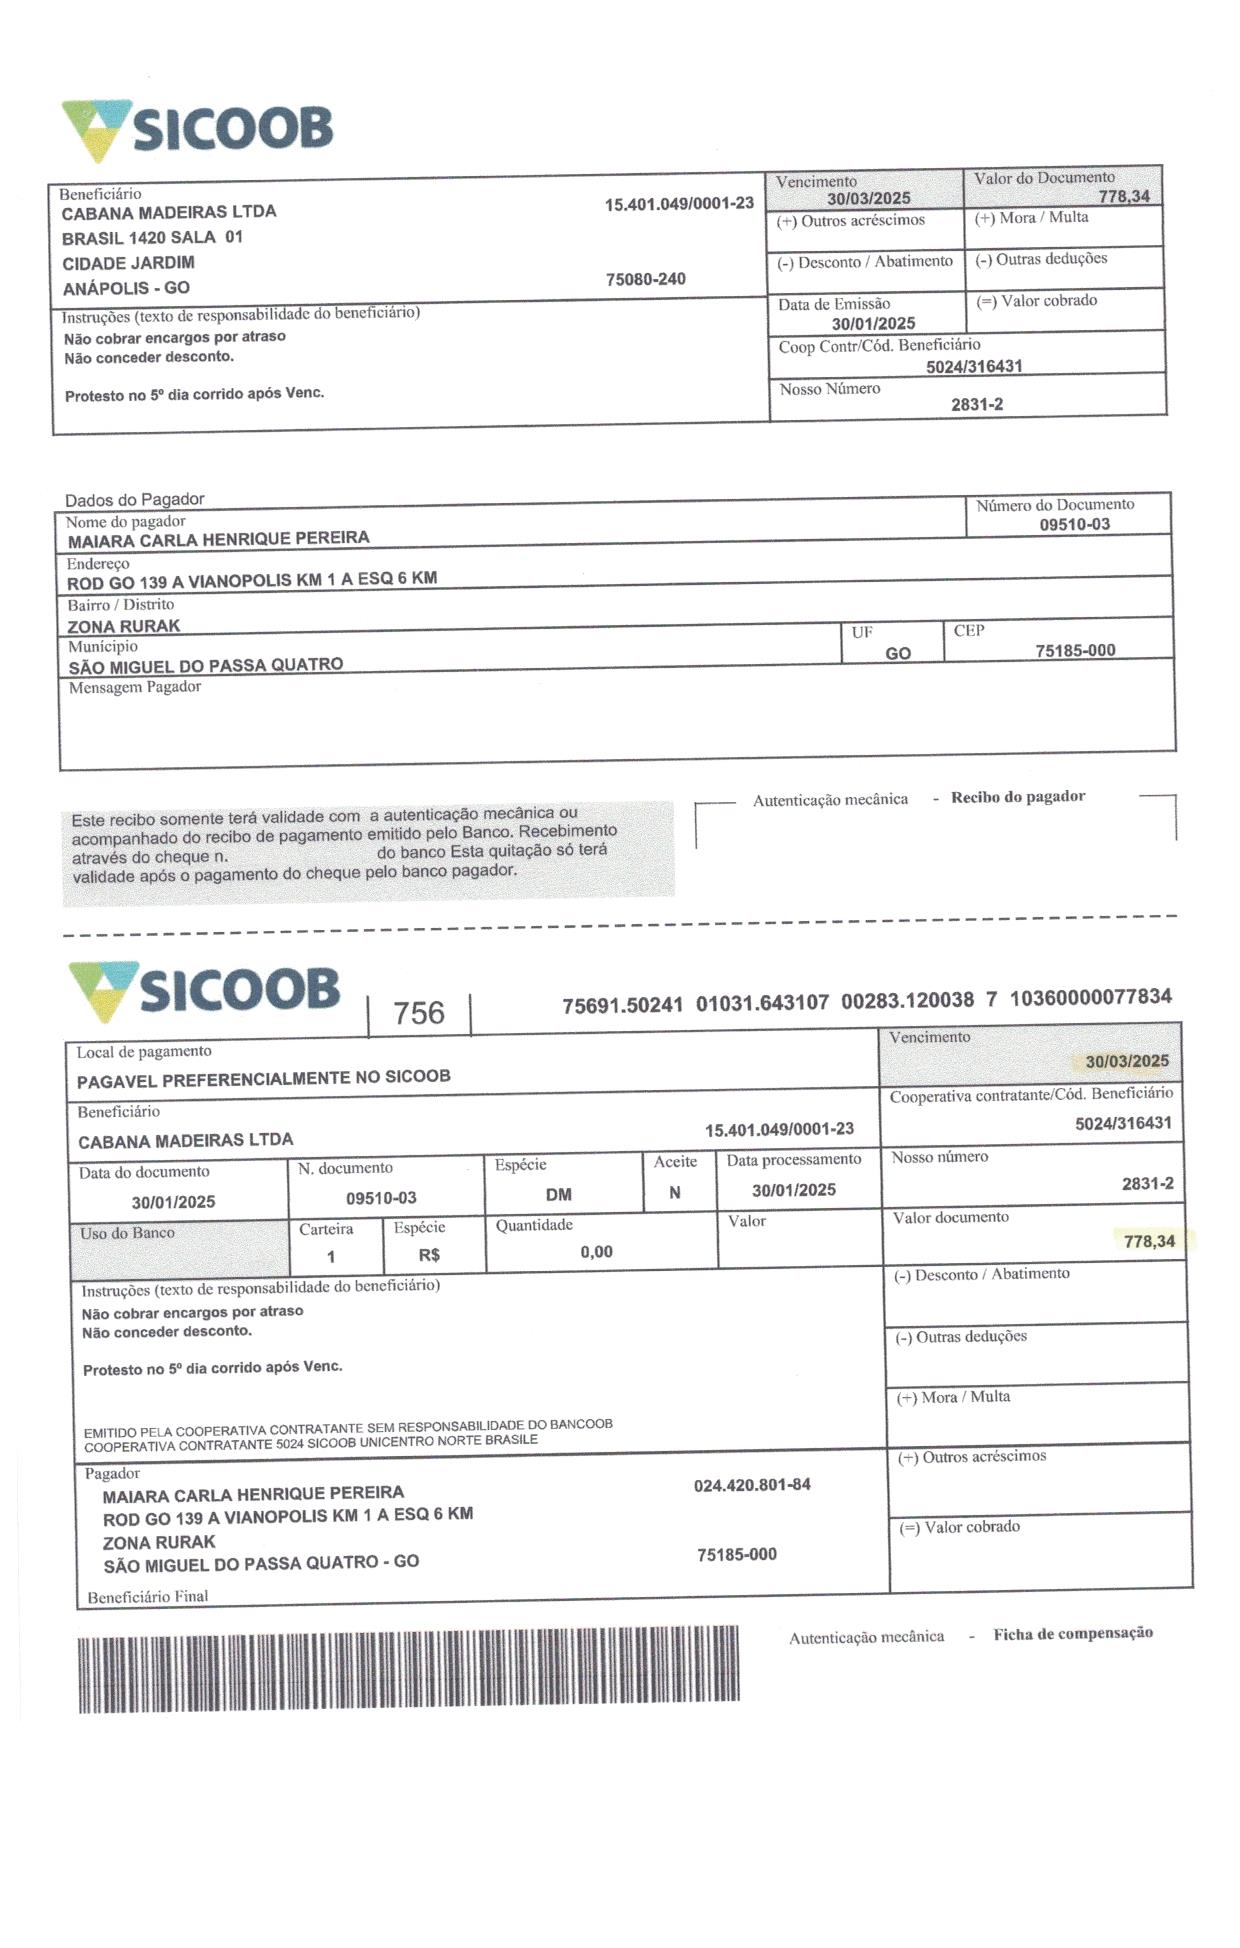 SICOOB
Beneficiário
CABANA MADEIRAS LTDA 15.401.049/0001-23
BRASIL 1420 SALA 01
CIDADE JARDIM
ANÁPOLIS - GO 75080-240
Vencimento
30/03/2025
Valor do Documento
778,34
(+) Outros acréscimos
(+) Mora / Multa
(-) Desconto / Abatimento
(-) Outras deduções
Data de Emissão
30/01/2025
(=) Valor cobrado
Instruções (texto de responsabilidade do beneficiário)
Não cobrar encargos por atraso
Não conceder desconto.
Protesto no 5º dia corrido após Venc.
Coop Contr/Cód. Beneficiário
5024/316431
Nosso Número
2831-2
Dados do Pagador
Nome do pagador
MAIARA CARLA HENRIQUE PEREIRA
Número do Documento
09510-03
Endereço
ROD GO 139 A VIANOPOLIS KM 1 A ESQ 6 KM
Bairro / Distrito
ZONA RURAK
Município
SÃO MIGUEL DO PASSA QUATRO
UF
GO
CEP
75185-000
Mensagem Pagador
Este recibo somente terá validade com a autenticação mecânica ou
acompanhado do recibo de pagamento emitido pelo Banco. Recebimento
através do cheque n. do banco Esta quitação só terá
validade após o pagamento do cheque pelo banco pagador.
Autenticação mecânica - Recibo do pagador
SICOOB
756
75691.50241 01031.643107 00283.120038 7 10360000077834
Local de pagamento
PAGAVEL PREFERENCIALMENTE NO SICOOB
Vencimento
30/03/2025
Beneficiário
CABANA MADEIRAS LTDA 15.401.049/0001-23
Cooperativa contratante/Cód. Beneficiário
5024/316431
Data do documento
30/01/2025
N. documento
09510-03
Espécie
DM
Aceite
N
Data processamento
30/01/2025
Nosso número
2831-2
Uso do Banco
Carteira
1
Espécie
R$
Quantidade
0,00
Valor
Valor documento
778,34
Instruções (texto de responsabilidade do beneficiário)
Não cobrar encargos por atraso
Não conceder desconto.
Protesto no 5º dia corrido após Venc.
(-) Desconto / Abatimento
(-) Outras deduções
(+) Mora / Multa
EMITIDO PELA COOPERATIVA CONTRATANTE SEM RESPONSABILIDADE DO BANCOOB
COOPERATIVA CONTRATANTE 5024 SICOOB UNICENTRO NORTE BRASILE
(+) Outros acréscimos
(=) Valor cobrado
Pagador
MAIARA CARLA HENRIQUE PEREIRA 024.420.801-84
ROD GO 139 A VIANOPOLIS KM 1 A ESQ 6 KM
ZONA RURAK
SÃO MIGUEL DO PASSA QUATRO - GO 75185-000
Beneficiário Final
Autenticação mecânica - Ficha de compensação